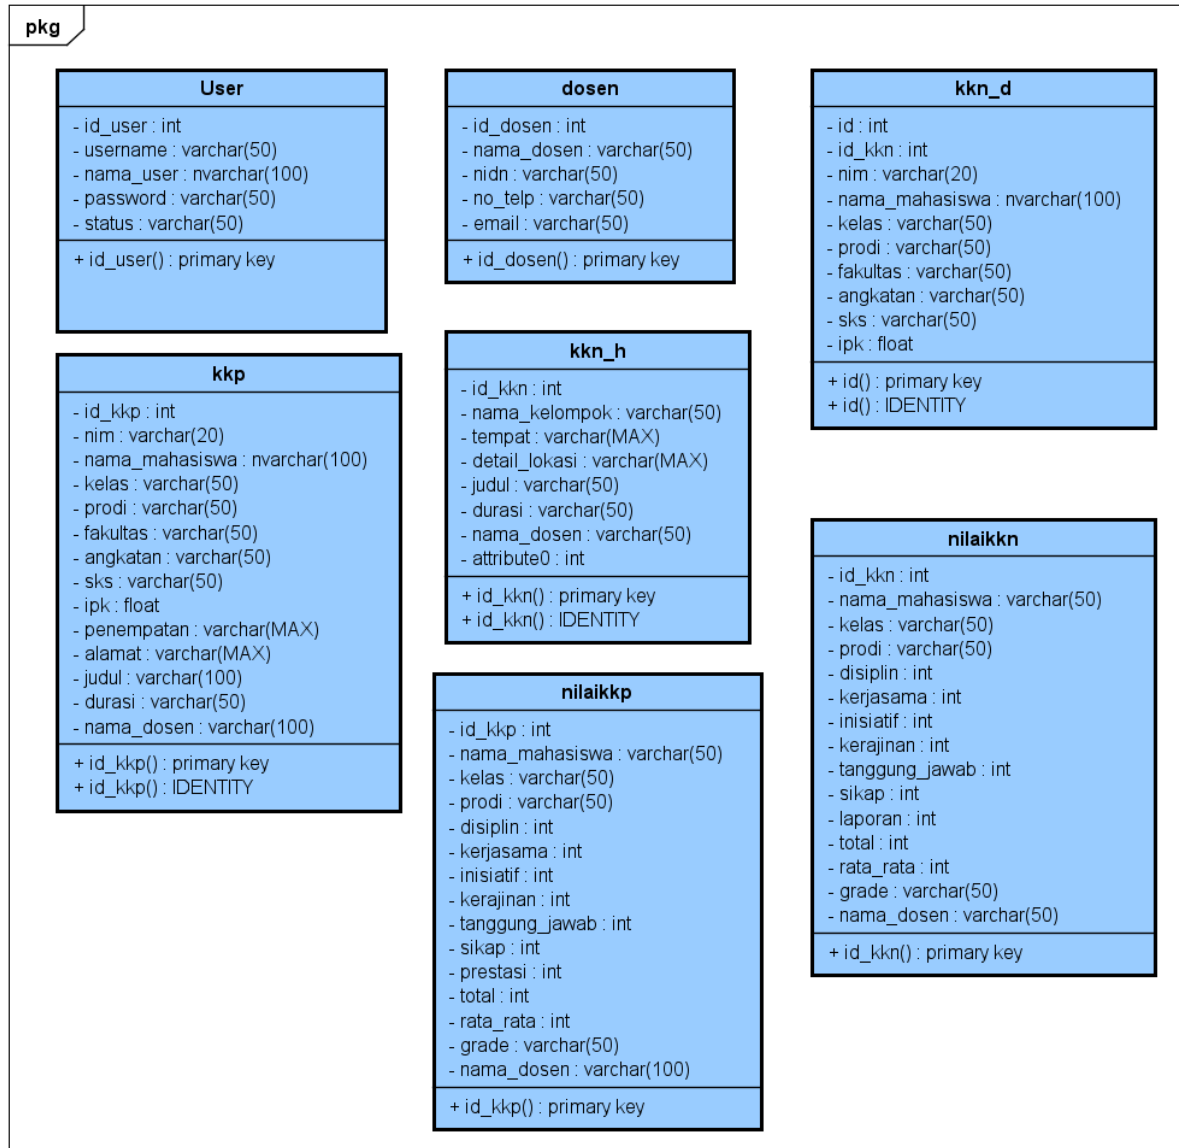 pkg
User
- id_user : int
- username : varchar(50)
- nama_user : nvarchar(100)
- password : varchar(50)
- status : varchar(50)
+ id_user() : primary key
dosen
- id_dosen : int
- nama_dosen : varchar(50)
- nidn : varchar(50)
- no_telp : varchar(50)
- email : varchar(50)
+ id_dosen() : primary key
kkn_d
- id : int
- id_kkn : int
- nim : varchar(20)
- nama_mahasiswa : nvarchar(100)
- kelas : varchar(50)
- prodi : varchar(50)
- fakultas : varchar(50)
- angkatan : varchar(50)
- sks : varchar(50)
- ipk : float
+ id() : primary key
+ id() : IDENTITY
kkp
- id_kkp : int
- nim : varchar(20)
- nama_mahasiswa : nvarchar(100)
- kelas : varchar(50)
- prodi : varchar(50)
- fakultas : varchar(50)
- angkatan : varchar(50)
- sks : varchar(50)
- ipk : float
- penempatan : varchar(MAX)
- alamat : varchar(MAX)
- judul : varchar(100)
- durasi : varchar(50)
- nama_dosen : varchar(100)
+ id_kkp() : primary key
+ id_kkp() : IDENTITY
kkn_h
- id_kkn : int
- nama_kelompok : varchar(50)
- tempat : varchar(MAX)
- detail_lokasi : varchar(MAX)
- judul : varchar(50)
- durasi : varchar(50)
- nama_dosen : varchar(50)
- attribute0 : int
+ id_kkn() : primary key
+ id_kkn() : IDENTITY
nilaikkn
- id_kkn : int
- nama_mahasiswa : varchar(50)
- kelas : varchar(50)
- prodi : varchar(50)
- disiplin : int
- kerjasama : int
- inisiatif : int
- kerajinan : int
- tanggung_jawab : int
- sikap : int
- laporan : int
- total : int
- rata_rata : int
- grade : varchar(50)
- nama_dosen : varchar(50)
+ id_kkn() : primary key
nilaikkp
- id_kkp : int
- nama_mahasiswa : varchar(50)
- kelas : varchar(50)
- prodi : varchar(50)
- disiplin : int
- kerjasama : int
- inisiatif : int
- kerajinan : int
- tanggung_jawab : int
- sikap : int
- prestasi : int
- total : int
- rata_rata : int
- grade : varchar(50)
- nama_dosen : varchar(100)
+ id_kkp() : primary key